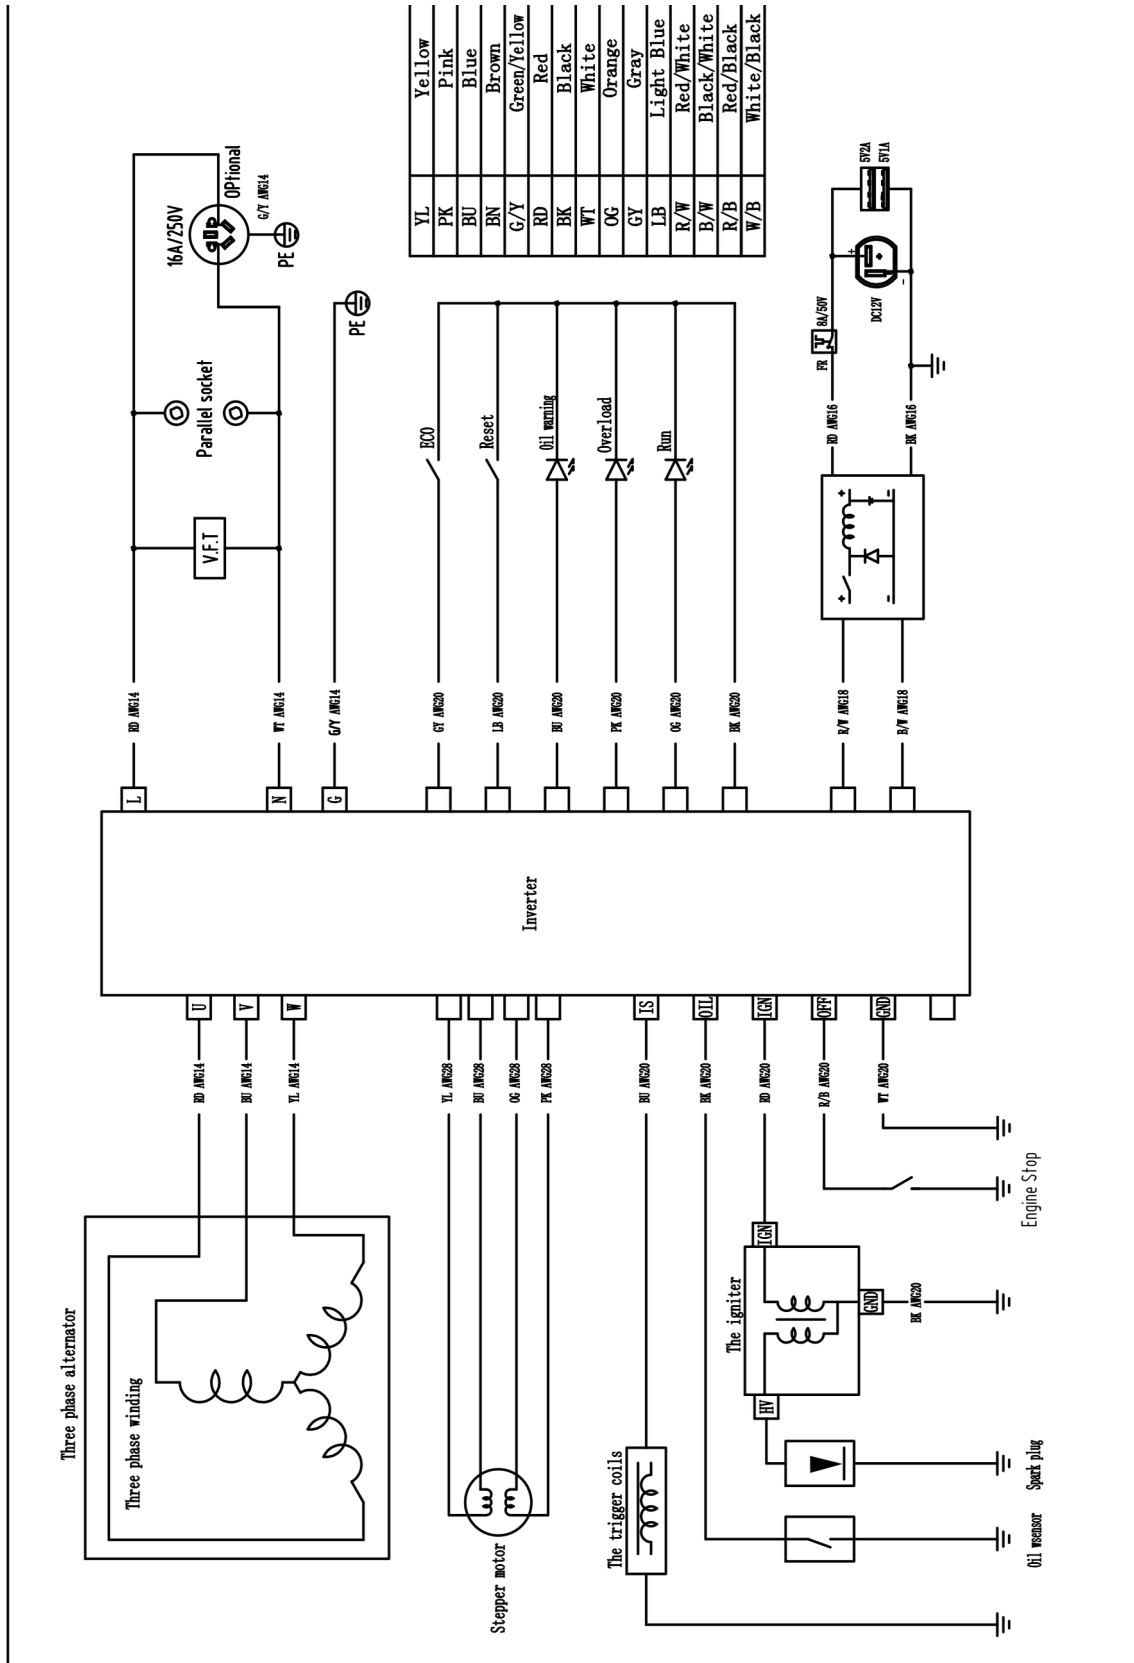 Three phase alternator
Three phase winding
Stepper motor
The trigger coils
The igniter
HV
IGN
GND
BK AWG20
Oil wsensor
Spark plug
Engine Stop
RD AWG14
BU AWG14
YL AWG14
YL AWG28
BU AWG28
OG AWG28
PK AWG28
BU AWG20
BK AWG20
RD AWG20
R/B AWG20
WT AWG20
U
V
W
IS
OIL
IGN
OFF
GND
Inverter
L
N
G
RD AWG14
WT AWG14
G/Y AWG14
GY AWG20
LB AWG20
BU AWG20
PK AWG20
OG AWG20
BK AWG20
R/W AWG18
B/W AWG18
V.F.T
Parallel socket
16A/250V
OPtional
G/Y AWG14
PE
PE
ECO
Reset
Oil warning
Overload
Run
+ +
- -
RD AWG16
BK AWG16
FR 8A/50V
DC12V
+
-
5V2A
5V1A
YL Yellow
PK Pink
BU Blue
BN Brown
G/Y Green/Yellow
RD Red
BK Black
WT White
OG Orange
GY Gray
LB Light Blue
R/W Red/White
B/W Black/White
R/B Red/Black
W/B White/Black